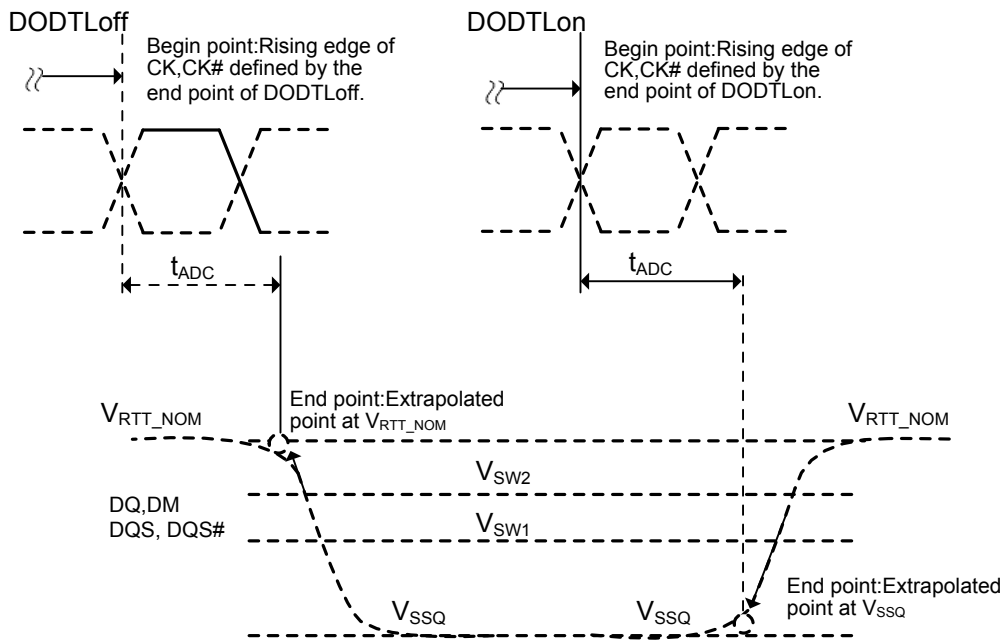 DODTLoff
Begin point:Rising edge of
CK,CK# defined by the
end point of DODTLoff.
DODTLon
Begin point:Rising edge of
CK,CK# defined by the
end point of DODTLon.
tADC
tADC
VRTT_NOM
End point:Extrapolated
point at VRTT_NOM
VRTT_NOM
VSW2
DQ,DM
DQS, DQS#
VSW1
VSSQ
VSSQ
End point:Extrapolated
point at VSSQ